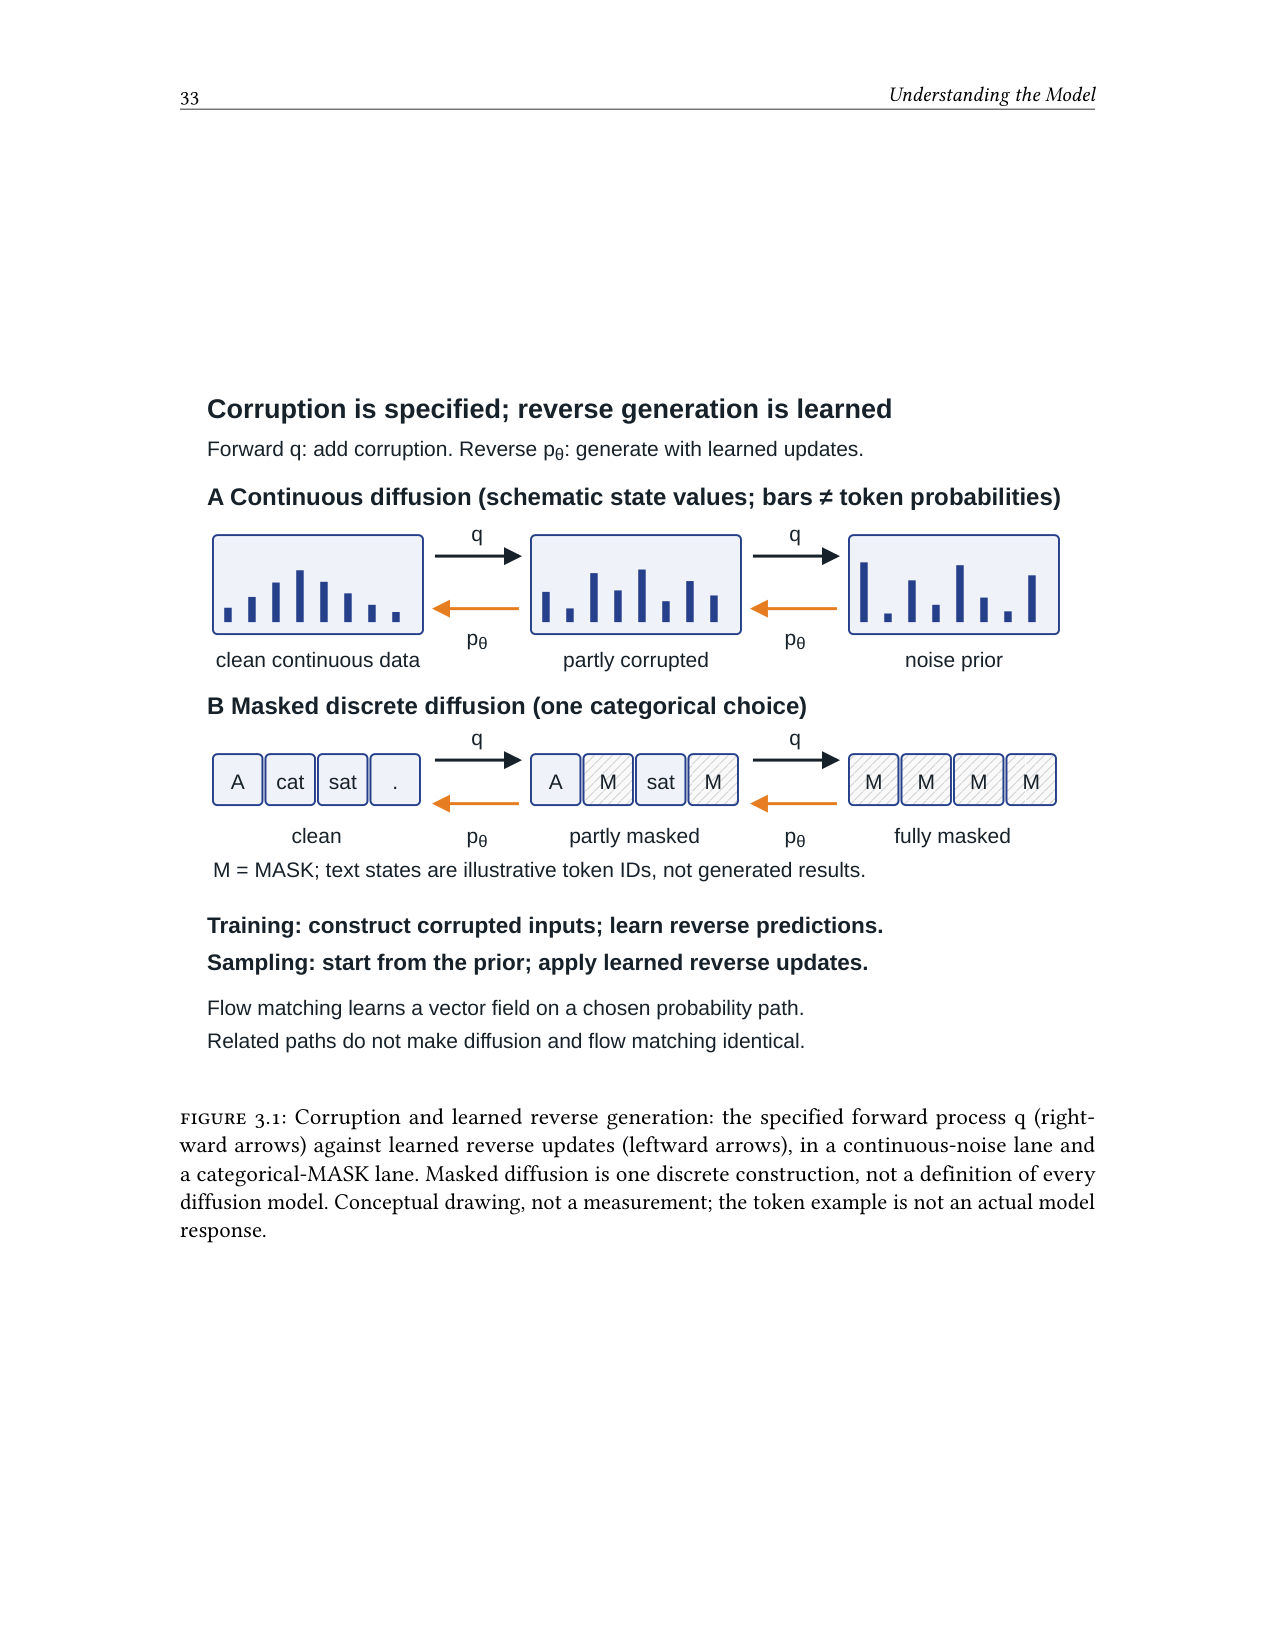 33 Understanding the Model
Corruption is specified; reverse generation is learned
Forward q: add corruption. Reverse pθ: generate with learned updates.
A Continuous diffusion (schematic state values; bars ≠ token probabilities)
q q
pθ pθ
clean continuous data partly corrupted noise prior
B Masked discrete diffusion (one categorical choice)
q q
A cat sat . A M sat M M M M M
clean pθ partly masked pθ fully masked
M = MASK; text states are illustrative token IDs, not generated results.
Training: construct corrupted inputs; learn reverse predictions.
Sampling: start from the prior; apply learned reverse updates.
Flow matching learns a vector field on a chosen probability path.
Related paths do not make diffusion and flow matching identical.
FIGURE 3.1: Corruption and learned reverse generation: the specified forward process q (right-
ward arrows) against learned reverse updates (leftward arrows), in a continuous-noise lane and
a categorical-MASK lane. Masked diffusion is one discrete construction, not a definition of every
diffusion model. Conceptual drawing, not a measurement; the token example is not an actual model
response.